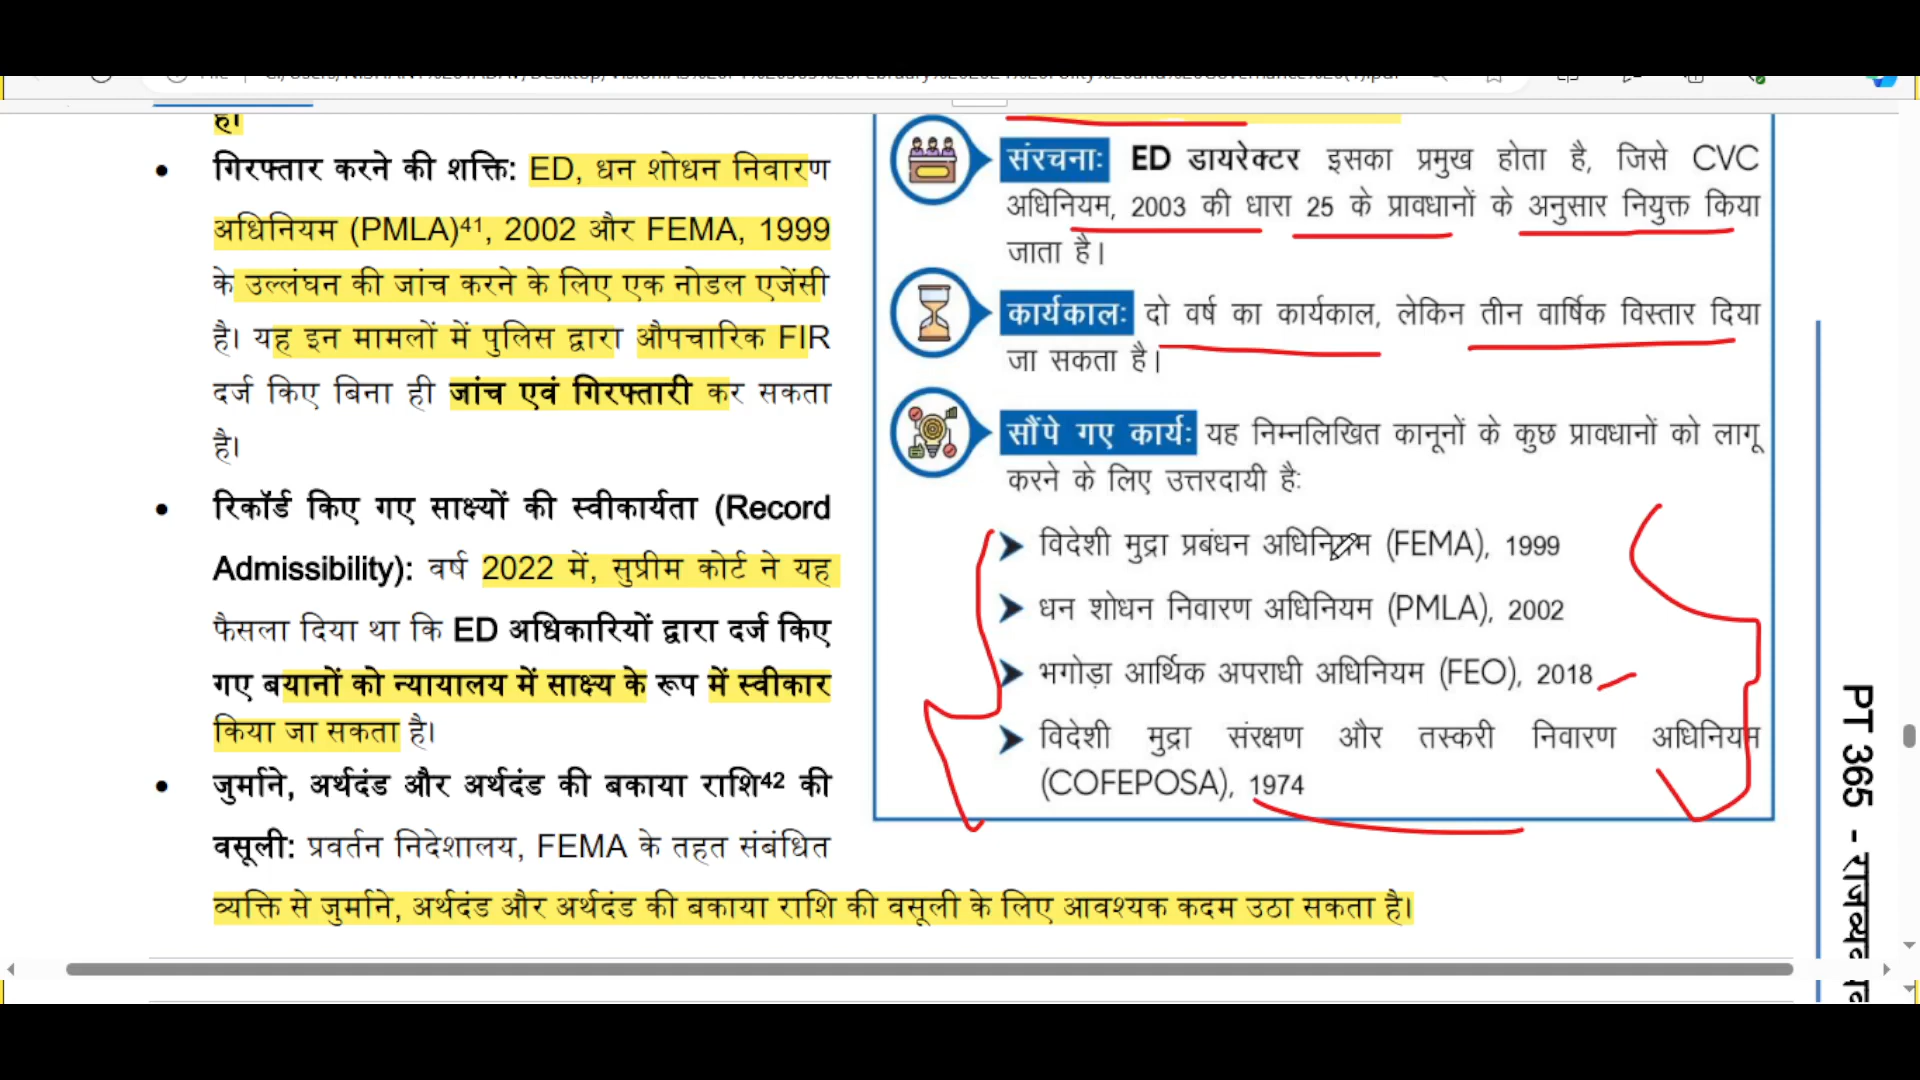 है।
गिरफ्तार करने की शक्ति: ED, धन शोधन निवारण
अधिनियम (PMLA)41, 2002 और FEMA, 1999
के उल्लंघन की जांच करने के लिए एक नोडल एजेंसी
है। यह इन मामलों में पुलिस द्वारा औपचारिक FIR
दर्ज किए बिना ही जांच एवं गिरफ्तारी कर सकता
है।
रिकॉर्ड किए गए साक्ष्यों की स्वीकार्यता (Record
Admissibility): वर्ष 2022 में, सुप्रीम कोर्ट ने यह
फैसला दिया था कि ED अधिकारियों द्वारा दर्ज किए
गए बयानों को न्यायालय में साक्ष्य के रूप में स्वीकार
किया जा सकता है।
जुर्माने, अर्थदंड और अर्थदंड की बकाया राशि42 की
वसूली: प्रवर्तन निदेशालय, FEMA के तहत संबंधित
व्यक्ति से जुर्माने, अर्थदंड और अर्थदंड की बकाया राशि की वसूली के लिए आवश्यक कदम उठा सकता है।
संरचना: ED डायरेक्टर इसका प्रमुख होता है, जिसे CVC
अधिनियम, 2003 की धारा 25 के प्रावधानों के अनुसार नियुक्त किया
जाता है।
कार्यकाल: दो वर्ष का कार्यकाल, लेकिन तीन वार्षिक विस्तार दिया
जा सकता है।
सौंपे गए कार्य: यह निम्नलिखित कानूनों के कुछ प्रावधानों को लागू
करने के लिए उत्तरदायी है:
विदेशी मुद्रा प्रबंधन अधिनियम (FEMA), 1999
धन शोधन निवारण अधिनियम (PMLA), 2002
भगोड़ा आर्थिक अपराधी अधिनियम (FEO), 2018
विदेशी मुद्रा संरक्षण और तस्करी निवारण अधिनियम
(COFEPOSA), 1974
PT 365 - राजव्यव